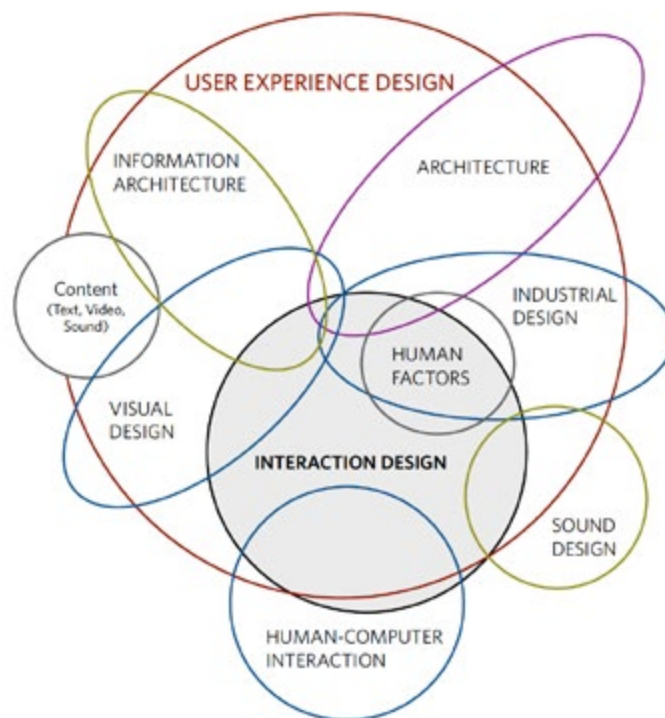 USER EXPERIENCE DESIGN
INFORMATION
ARCHITECTURE
ARCHITECTURE
Content
(Text, Video,
Sound)
INDUSTRIAL
DESIGN
HUMAN
FACTORS
VISUAL
DESIGN
INTERACTION DESIGN
SOUND
DESIGN
HUMAN-COMPUTER
INTERACTION